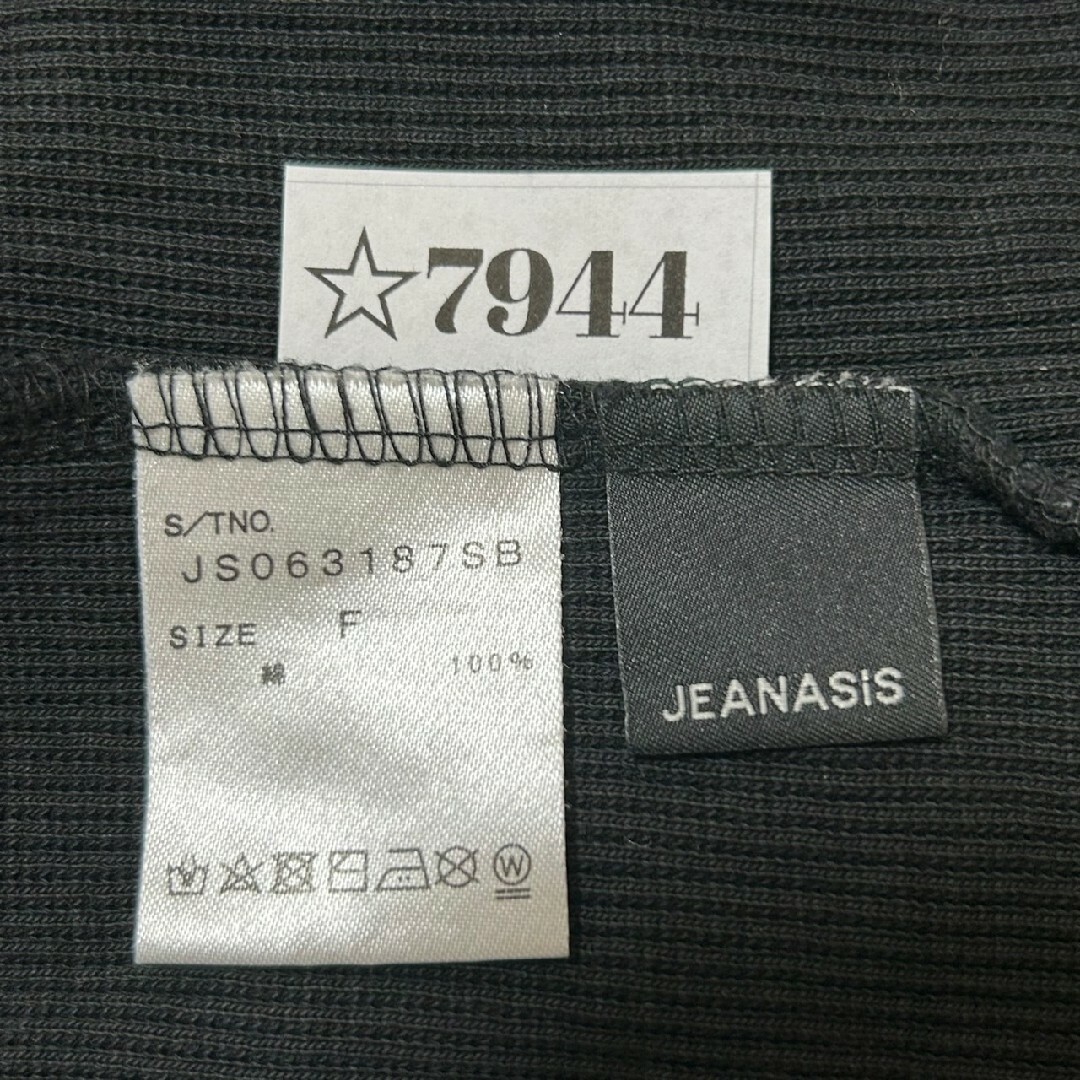 ☆7944
S/TNO.
JS063187SB
SIZE F
綿 100%
JEANASiS
W